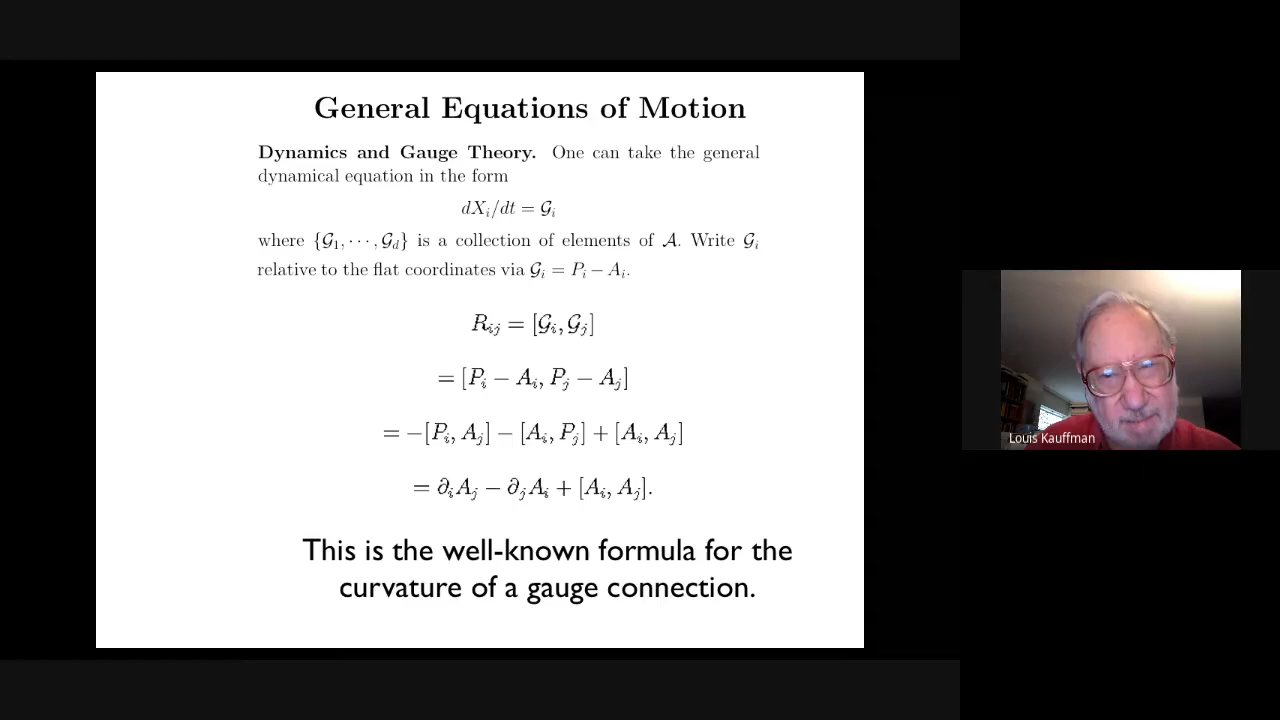 General Equations of Motion
Dynamics and Gauge Theory. One can take the general
dynamical equation in the form
dX_i/dt = 𝒢_i
where {𝒢_1, ⋯, 𝒢_d} is a collection of elements of 𝒜. Write 𝒢_i
relative to the flat coordinates via 𝒢_i = P_i − A_i.
R_{ij} = [𝒢_i, 𝒢_j]
= [P_i − A_i, P_j − A_j]
= −[P_i, A_j] − [A_i, P_j] + [A_i, A_j]
= ∂_i A_j − ∂_j A_i + [A_i, A_j].
This is the well-known formula for the
curvature of a gauge connection.
Louis Kauffman